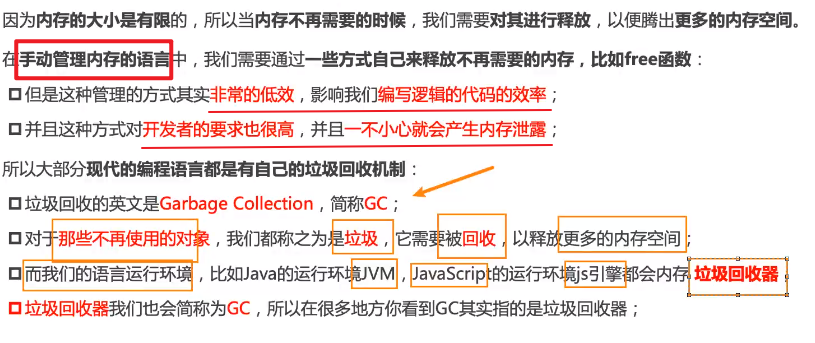 因为内存的大小是有限的，所以当内存不再需要的时候，我们需要对其进行释放，以便腾出更多的内存空间。
在手动管理内存的语言中，我们需要通过一些方式自己来释放不再需要的内存，比如free函数：
但是这种管理的方式其实非常的低效，影响我们编写逻辑的代码的效率；
并且这种方式对开发者的要求也很高，并且一不小心就会产生内存泄露；
所以大部分现代的编程语言都是有自己的垃圾回收机制：
垃圾回收的英文是Garbage Collection，简称GC；
对于那些不再使用的对象，我们都称之为是垃圾，它需要被回收，以释放更多的内存空间；
而我们的语言运行环境，比如Java的运行环境JVM，JavaScript的运行环境js引擎都会内存 垃圾回收器；
垃圾回收器我们也会简称为GC，所以在很多地方你看到GC其实指的是垃圾回收器；